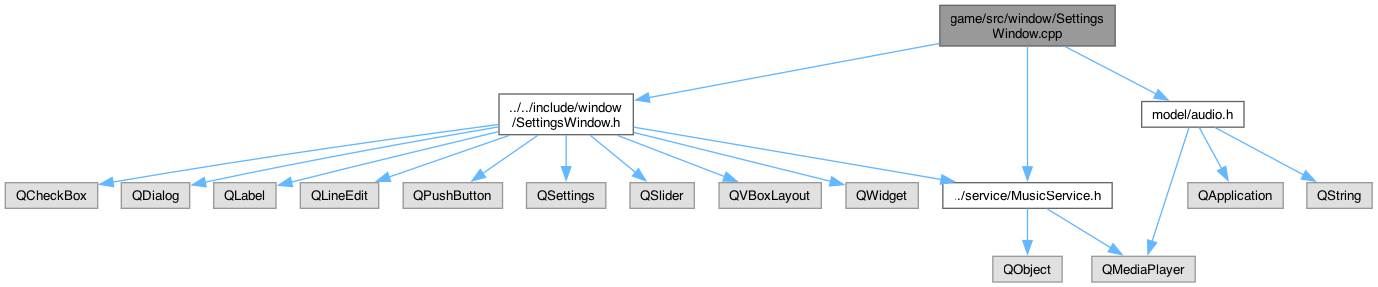 game/src/window/Settings
Window.cpp
../../include/window
/SettingsWindow.h
model/audio.h
QCheckBox
QDialog
QLabel
QLineEdit
QPushButton
QSettings
QSlider
QVBoxLayout
QWidget
../service/MusicService.h
QApplication
QString
QObject
QMediaPlayer